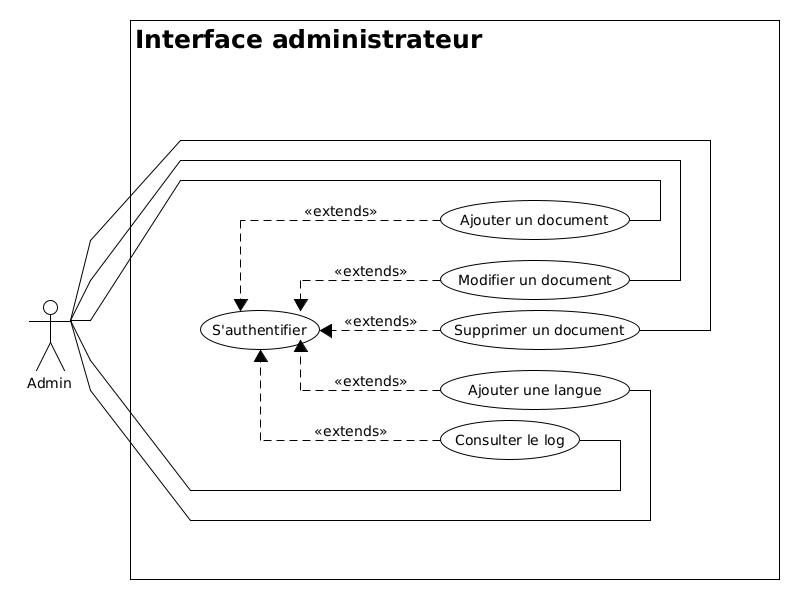 Interface administrateur
«extends»
Ajouter un document
«extends»
Modifier un document
«extends»
S'authentifier
Supprimer un document
Admin
«extends»
Ajouter une langue
«extends»
Consulter le log